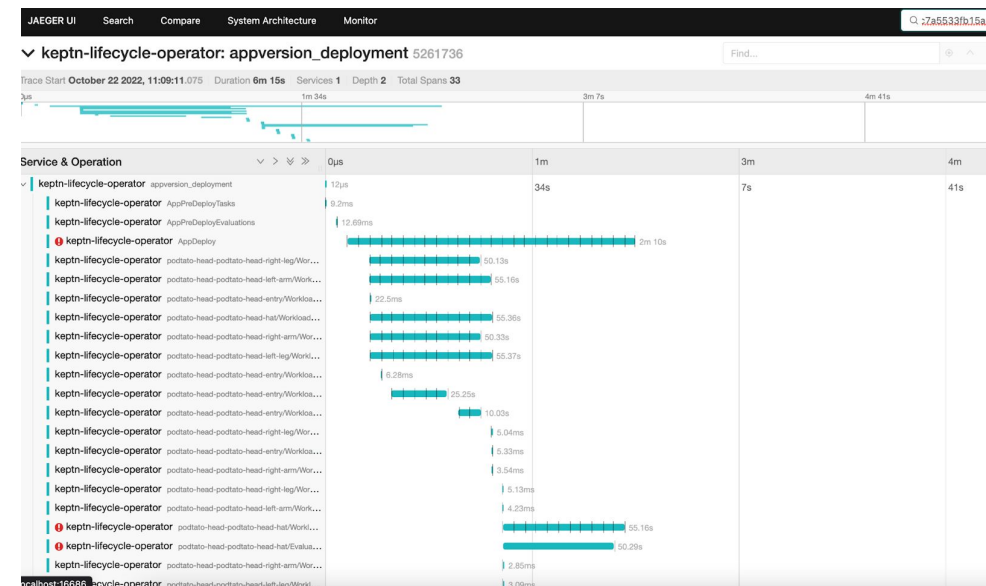 JAEGER UI Search Compare System Architecture Monitor :7a5533fb15a
keptn-lifecycle-operator: appversion_deployment 5261736 Find...
Trace Start October 22 2022, 11:09:11.075 Duration 6m 15s Services 1 Depth 2 Total Spans 33
0μs 1m 34s 3m 7s 4m 41s
Service & Operation 0μs 1m 34s 3m 7s 4m 41s
keptn-lifecycle-operator appversion_deployment 12μs
keptn-lifecycle-operator AppPreDeployTasks 9.2ms
keptn-lifecycle-operator AppPreDeployEvaluations 12.69ms
keptn-lifecycle-operator AppDeploy 2m 10s
keptn-lifecycle-operator podtato-head-podtato-head-right-leg/Wor... 50.13s
keptn-lifecycle-operator podtato-head-podtato-head-left-arm/Work... 55.16s
keptn-lifecycle-operator podtato-head-podtato-head-entry/Workloa... 22.5ms
keptn-lifecycle-operator podtato-head-podtato-head-hat/Workload... 55.36s
keptn-lifecycle-operator podtato-head-podtato-head-right-arm/Wor... 50.33s
keptn-lifecycle-operator podtato-head-podtato-head-left-leg/Workl... 55.37s
keptn-lifecycle-operator podtato-head-podtato-head-entry/Workloa... 6.28ms
keptn-lifecycle-operator podtato-head-podtato-head-entry/Workloa... 25.25s
keptn-lifecycle-operator podtato-head-podtato-head-entry/Workloa... 10.03s
keptn-lifecycle-operator podtato-head-podtato-head-right-leg/Wor... 5.04ms
keptn-lifecycle-operator podtato-head-podtato-head-entry/Workloa... 5.33ms
keptn-lifecycle-operator podtato-head-podtato-head-right-arm/Wor... 3.54ms
keptn-lifecycle-operator podtato-head-podtato-head-right-leg/Wor... 5.13ms
keptn-lifecycle-operator podtato-head-podtato-head-left-arm/Work... 4.23ms
keptn-lifecycle-operator podtato-head-podtato-head-hat/Workl... 55.16s
keptn-lifecycle-operator podtato-head-podtato-head-hat/Evalua... 50.29s
keptn-lifecycle-operator podtato-head-podtato-head-right-arm/Wor... 2.85ms
ocalhost:16686 ecycle-operator podtato-head-podtato-head-left-leg/Workl... 3.09ms